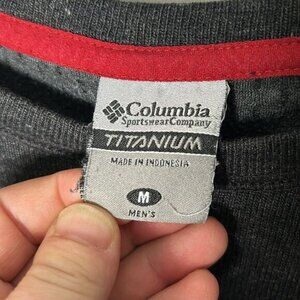 Columbia
Sportswear Company
TITANIUM
MADE IN INDONESIA
M
MEN'S